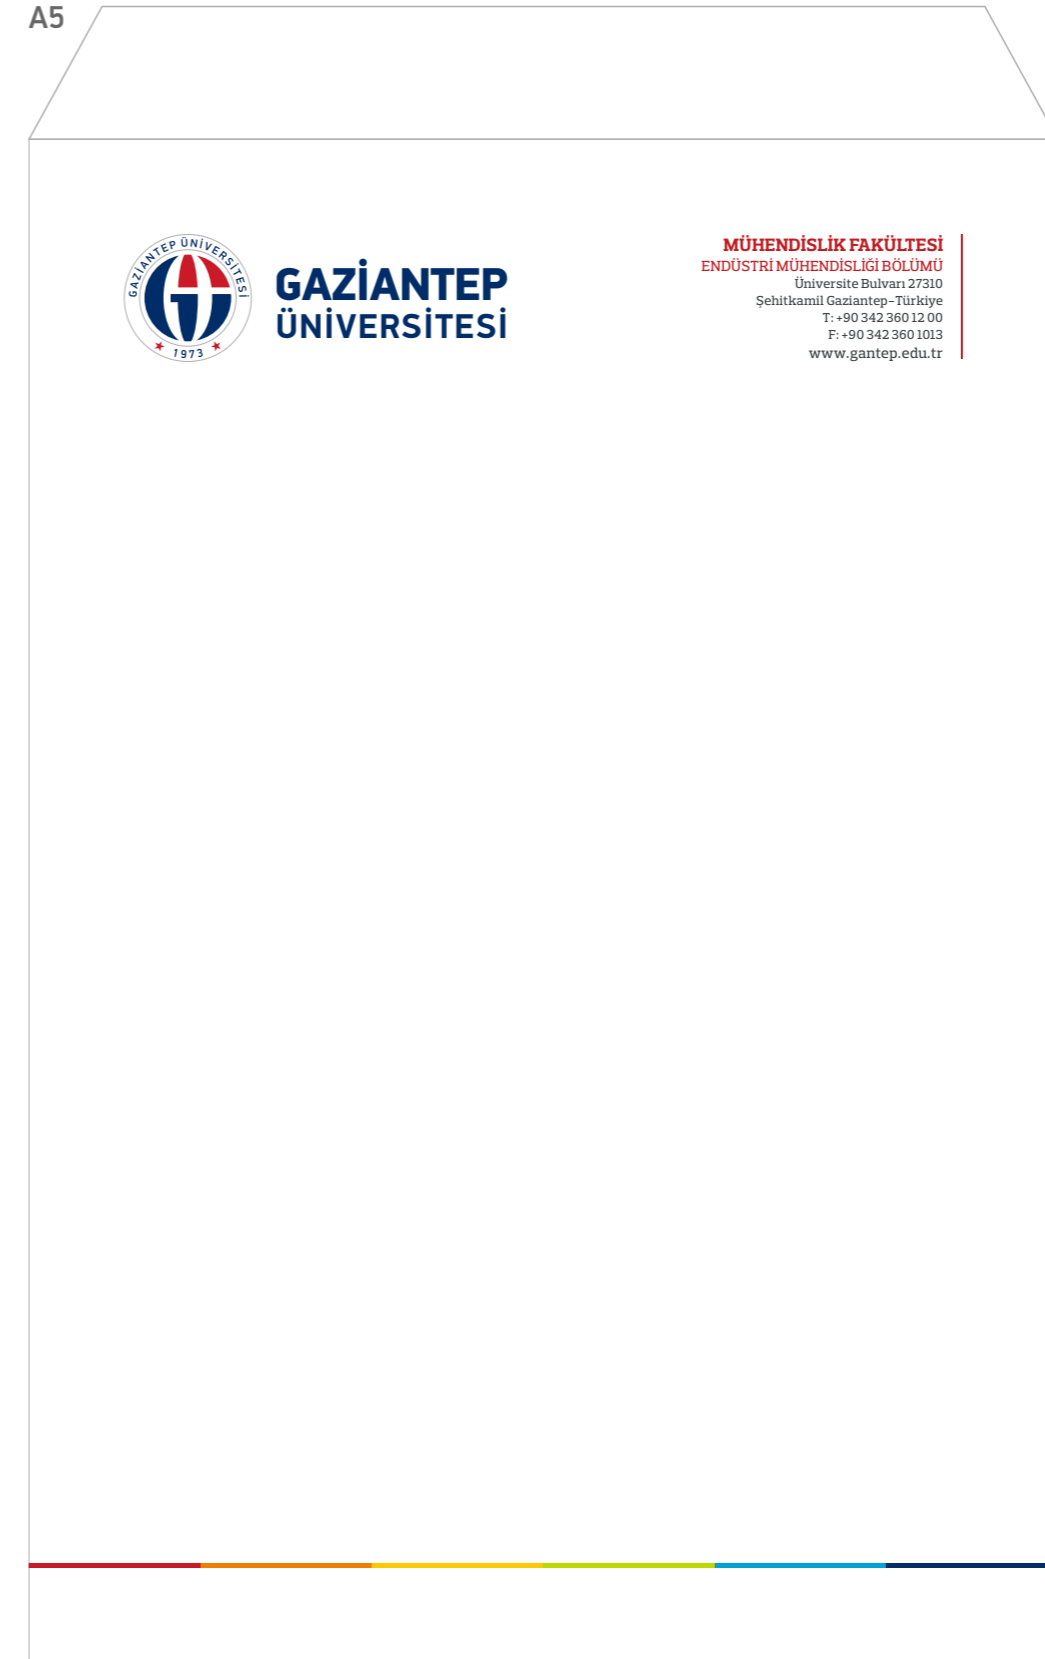 A5
GAZİANTEP ÜNİVERSİTESİ
1973
GAZİANTEP
ÜNİVERSİTESİ
MÜHENDİSLİK FAKÜLTESİ
ENDÜSTRİ MÜHENDİSLİĞİ BÖLÜMÜ
Üniversite Bulvarı 27310
Şehitkamil Gaziantep-Türkiye
T: +90 342 360 12 00
F: +90 342 360 1013
www.gantep.edu.tr